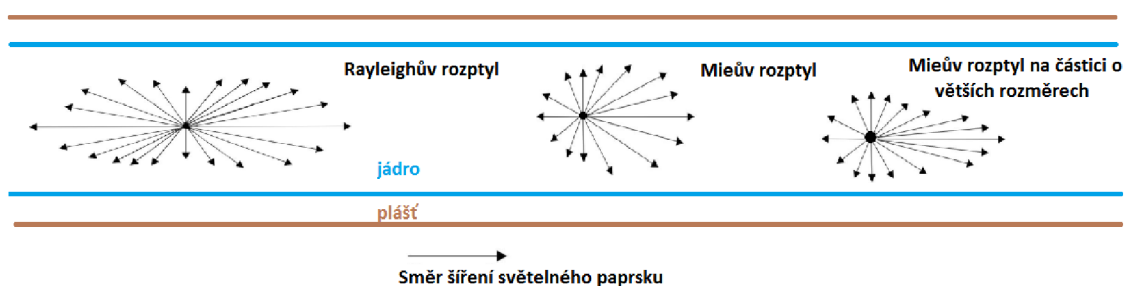 Rayleighův rozptyl
Mieův rozptyl
Mieův rozptyl na částici o
větších rozměrech
jádro
plášť
Směr šíření světelného paprsku